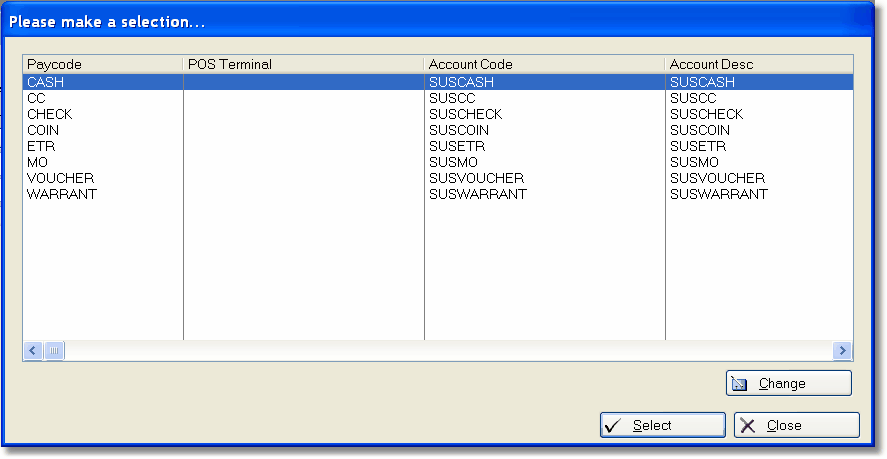 Please make a selection...
Paycode POS Terminal Account Code Account Desc
CASH SUSCASH SUSCASH
CC SUSCC SUSCC
CHECK SUSCHECK SUSCHECK
COIN SUSCOIN SUSCOIN
ETR SUSETR SUSETR
MO SUSMO SUSMO
VOUCHER SUSVOUCHER SUSVOUCHER
WARRANT SUSWARRANT SUSWARRANT
Change
Select Close